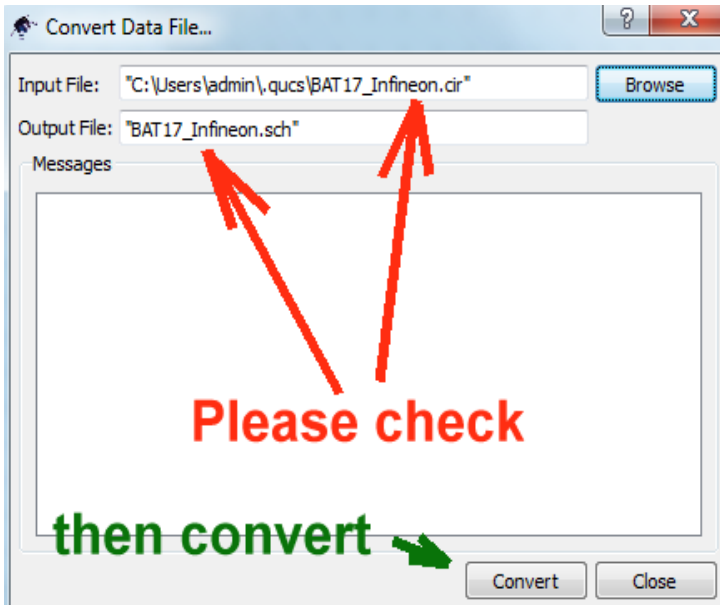 Convert Data File...
?
X
Input File: "C:\Users\admin\.qucs\BAT17_Infineon.cir" Browse
Output File: "BAT17_Infineon.sch"
Messages
Please check
then convert
Convert Close